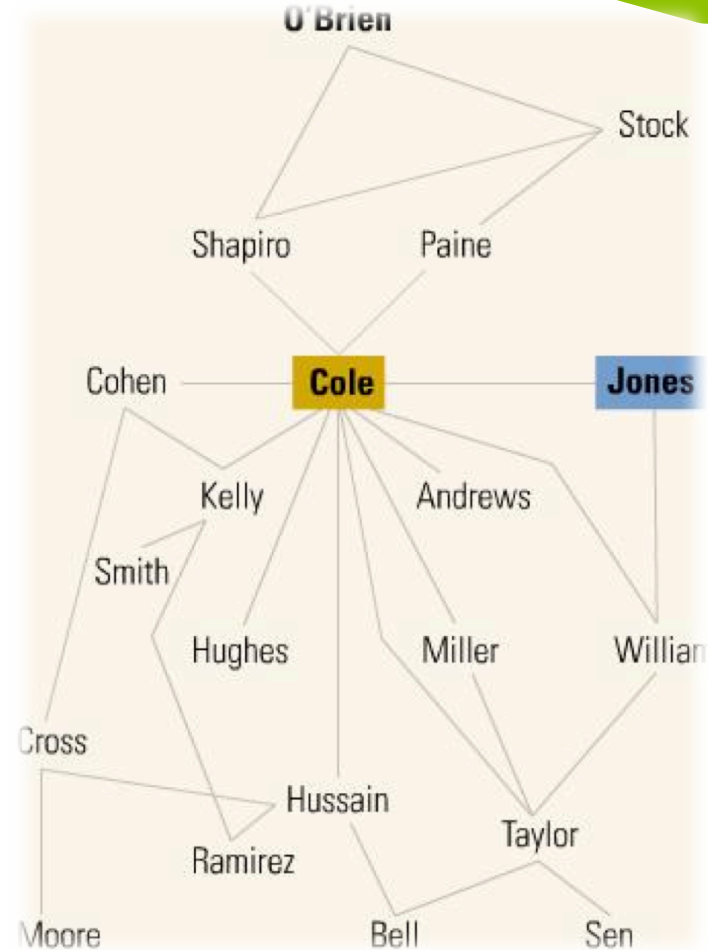 O'Brien
Stock
Shapiro
Paine
Cohen
Cole
Jones
Kelly
Andrews
Smith
Hughes
Miller
Cross
Hussain
Taylor
Ramirez
Moore
Bell
Sen